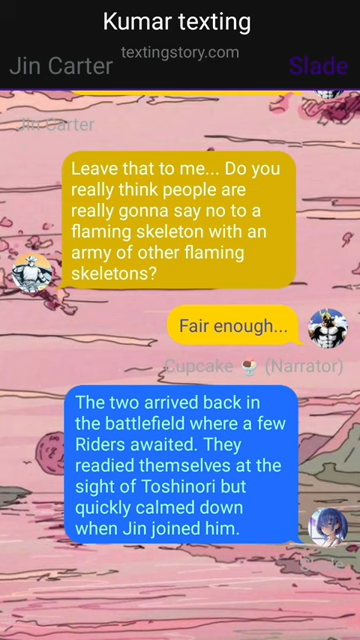 Kumar texting
textingstory.com
Jin Carter
Slade
Jin Carter
Leave that to me... Do you
really think people are
really gonna say no to a
flaming skeleton with an
army of other flaming
skeletons?
Fair enough...
Cupcake 🍨 (Narrator)
The two arrived back in
the battlefield where a few
Riders awaited. They
readied themselves at the
sight of Toshinori but
quickly calmed down
when Jin joined him.